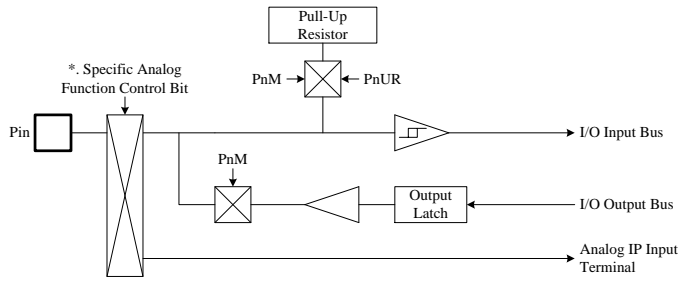 Pull-Up
Resistor
*. Specific Analog
Function Control Bit
PnM
PnUR
Pin
I/O Input Bus
PnM
Output
Latch
I/O Output Bus
Analog IP Input
Terminal